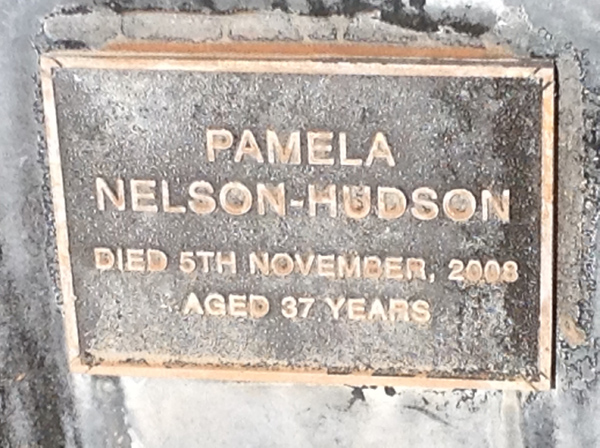 PAMELA
NELSON-HUDSON
DIED 5TH NOVEMBER, 2008
AGED 37 YEARS